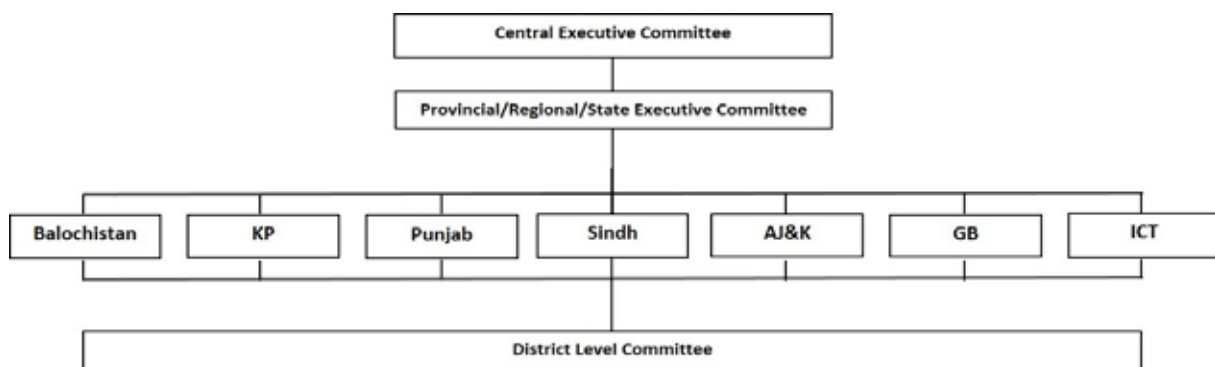 Central Executive Committee
Provincial/Regional/State Executive Committee
Balochistan
KP
Punjab
Sindh
AJ&K
GB
ICT
District Level Committee